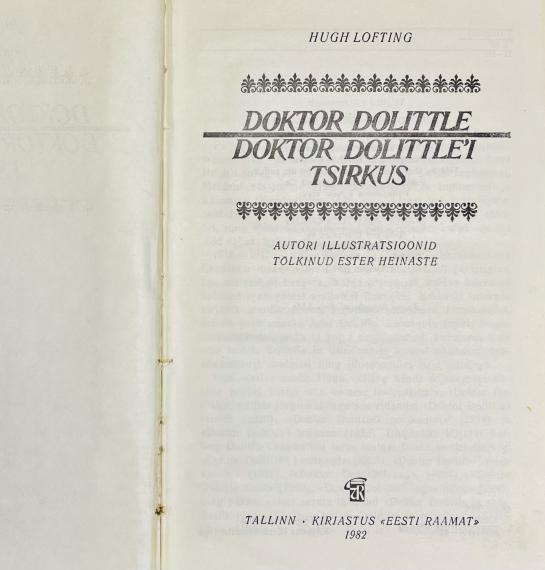 HUGH LOFTING
DOKTOR DOLITTLE
DOKTOR DOLITTLE'I
TSIRKUS
AUTORI ILLUSTRATSIOONID
TÕLKINUD ESTER HEINASTE
TALLINN · KIRJASTUS «EESTI RAAMAT»
1982